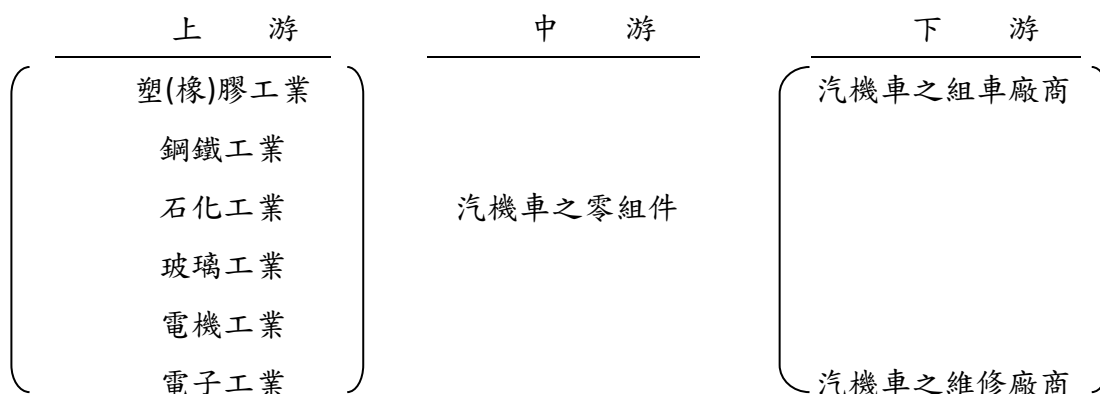 上 游 中 游 下 游
塑(橡)膠工業 汽機車之組車廠商
鋼鐵工業
石化工業 汽機車之零組件
玻璃工業
電機工業
電子工業 汽機車之維修廠商